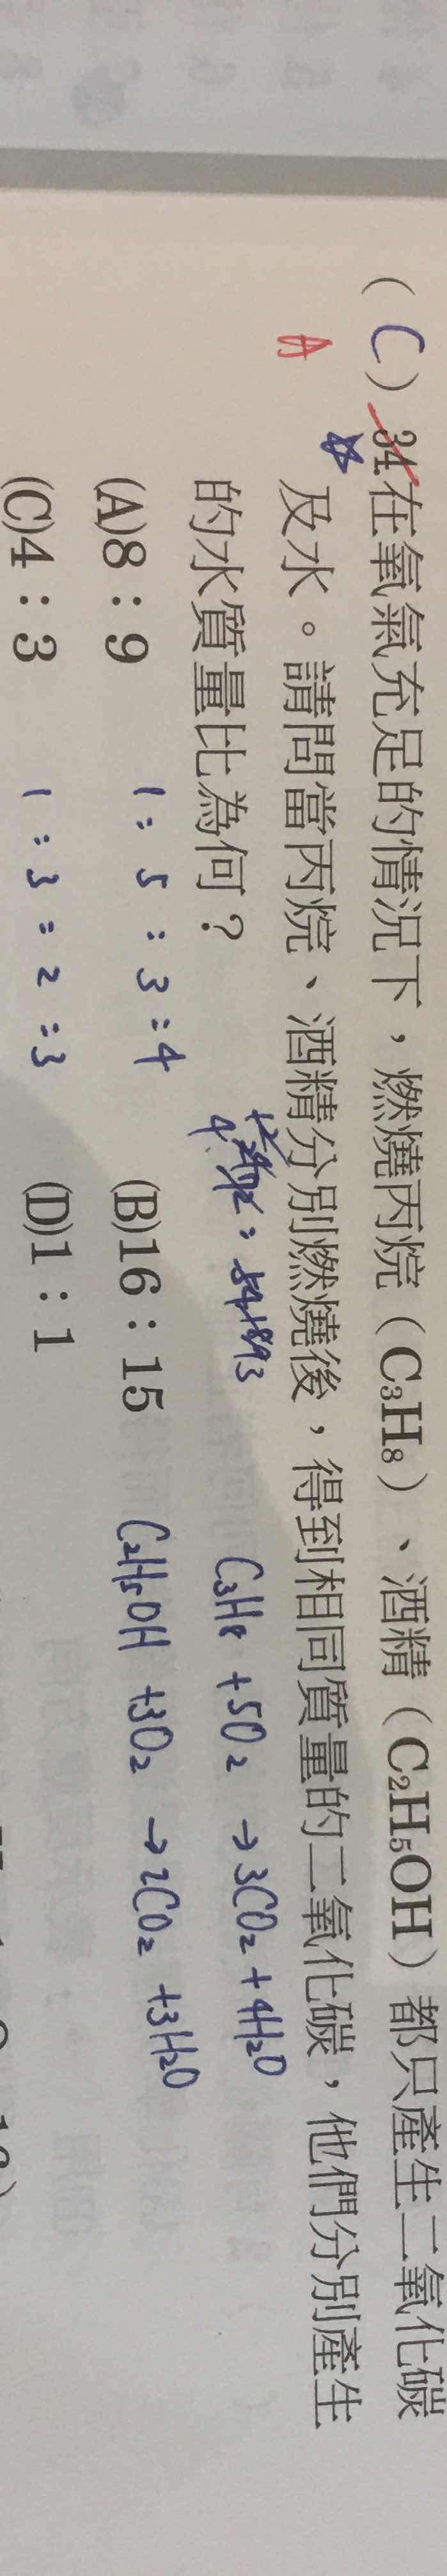 ( C ) 34.在氧氣充足的情況下，燃燒丙烷（C₃H₈）、酒精（C₂H₅OH）都只產生二氧化碳
A ☆ 及水。請問當丙烷、酒精分別燃燒後，得到相同質量的二氧化碳，他們分別產生
的水質量比為何？
C₃H₈ + 5O₂ → 3CO₂ + 4H₂O
(A)8：9 (B)16：15
1 : 5 : 3 : 4
C₂H₅OH + 3O₂ → 2CO₂ + 3H₂O
(C)4：3 (D)1：1
1 : 3 = 2 : 3